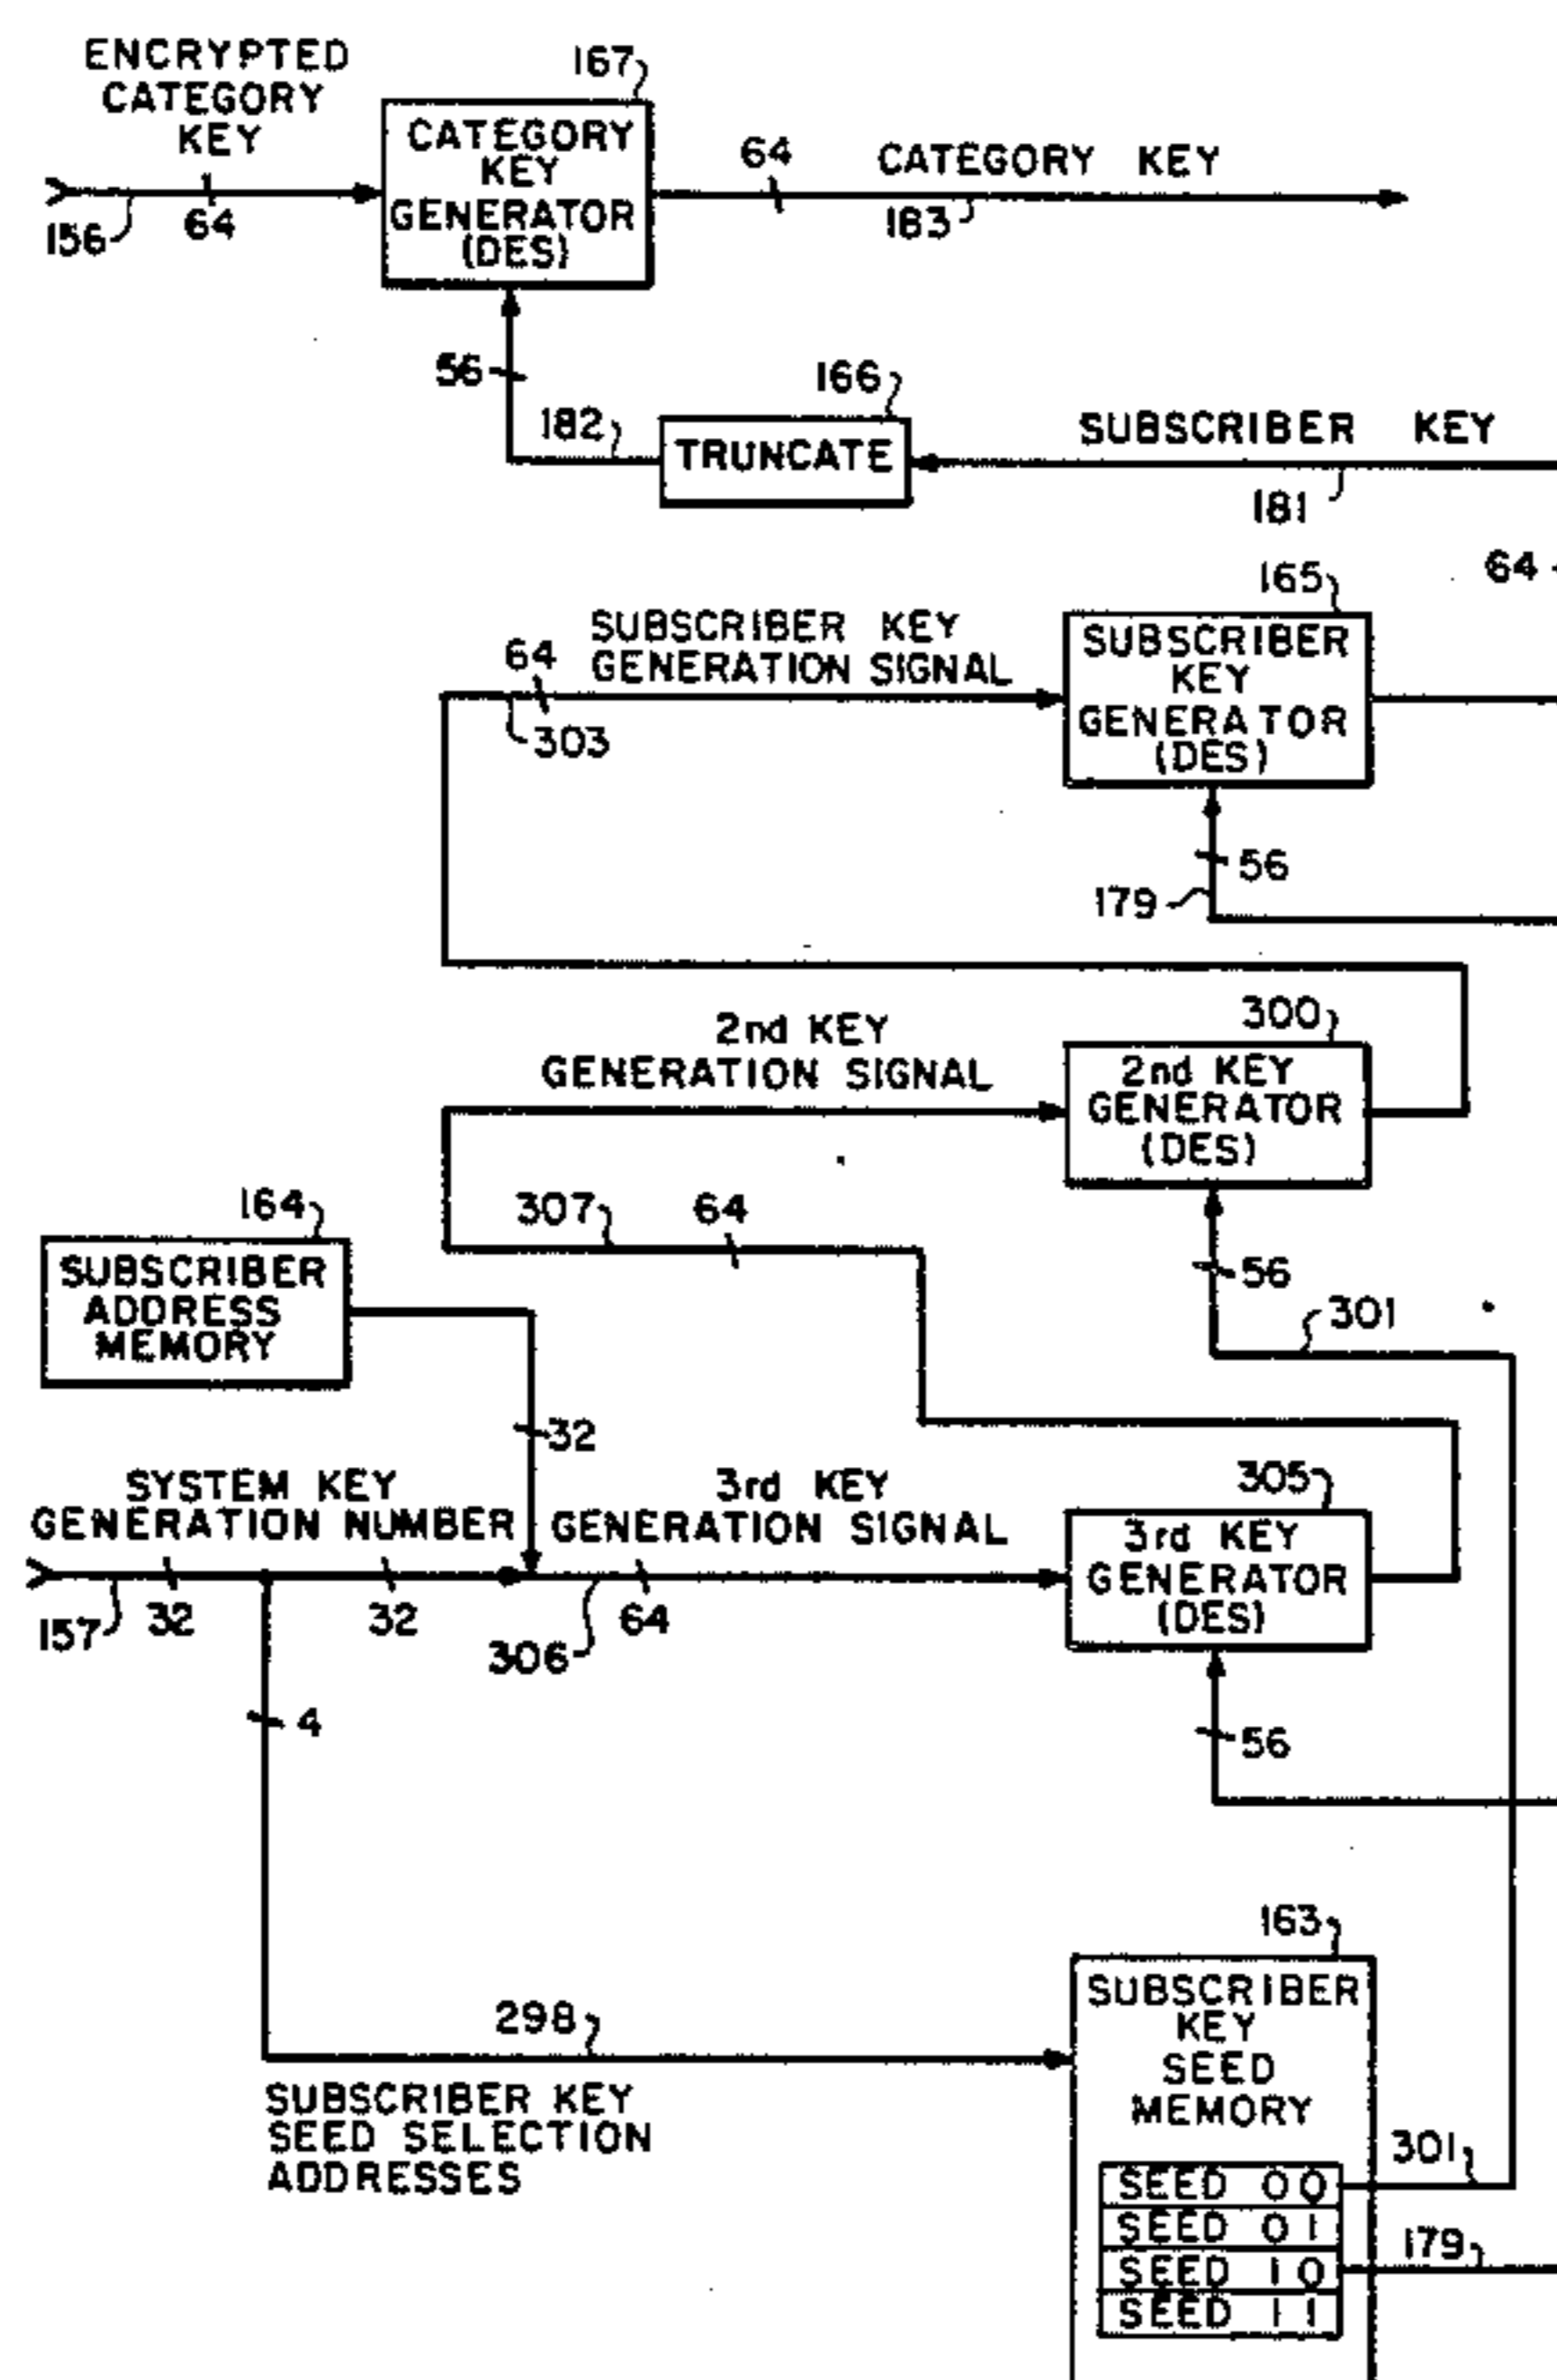 ENCRYPTED
CATEGORY
KEY
156
64
167
CATEGORY
KEY
GENERATOR
(DES)
64
CATEGORY KEY
183
56
182
166
TRUNCATE
SUBSCRIBER KEY
181
64
165
SUBSCRIBER
KEY
GENERATOR
(DES)
64
SUBSCRIBER KEY
GENERATION SIGNAL
303
56
179
2nd KEY
GENERATION SIGNAL
300
2nd KEY
GENERATOR
(DES)
307
64
56
301
164
SUBSCRIBER
ADDRESS
MEMORY
32
SYSTEM KEY
GENERATION NUMBER
157
32
32
3rd KEY
GENERATION SIGNAL
306
64
305
3rd KEY
GENERATOR
(DES)
56
4
298
SUBSCRIBER KEY
SEED SELECTION
ADDRESSES
163
SUBSCRIBER
KEY
SEED
MEMORY
SEED 00
SEED 01
SEED 10
SEED 11
301
179